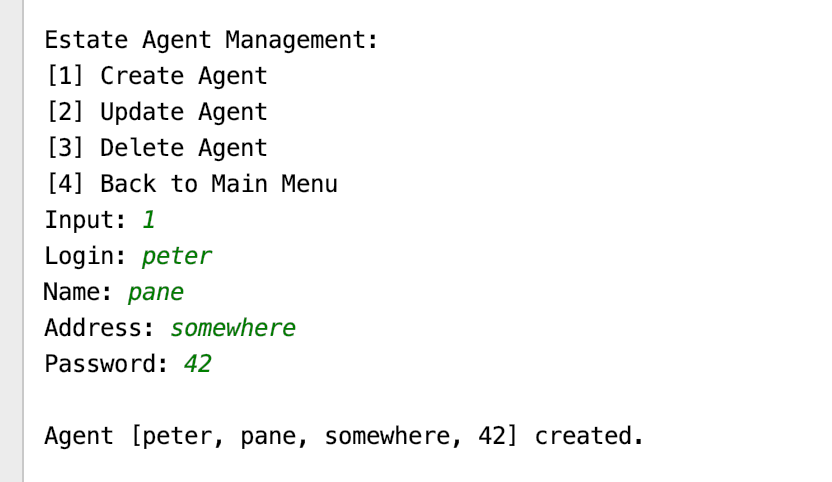 Estate Agent Management:
[1] Create Agent
[2] Update Agent
[3] Delete Agent
[4] Back to Main Menu
Input: 1
Login: peter
Name: pane
Address: somewhere
Password: 42
Agent [peter, pane, somewhere, 42] created.